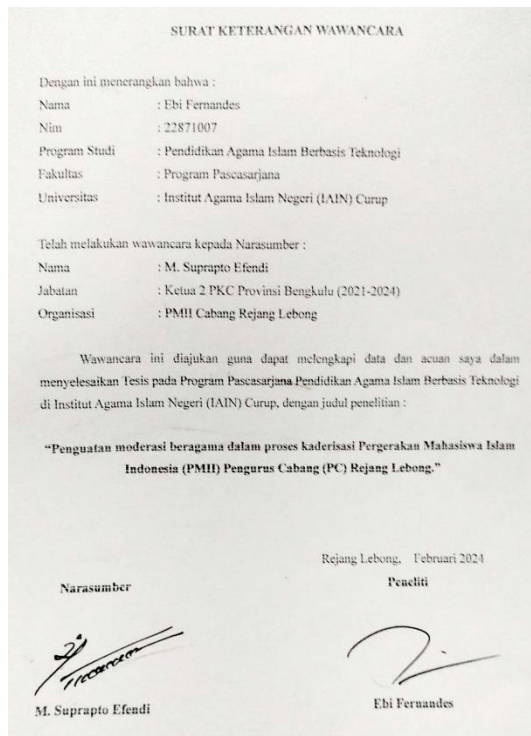 SURAT KETERANGAN WAWANCARA
Dengan ini menerangkan bahwa :
Nama : Ebi Fernandes
Nim : 22871007
Program Studi : Pendidikan Agama Islam Berbasis Teknologi
Fakultas : Program Pascasarjana
Universitas : Institut Agama Islam Negeri (IAIN) Curup
Telah melakukan wawancara kepada Narasumber :
Nama : M. Suprapto Efendi
Jabatan : Ketua 2 PKC Provinsi Bengkulu (2021-2024)
Organisasi : PMII Cabang Rejang Lebong
Wawancara ini diajukan guna dapat melengkapi data dan acuan saya dalam
menyelesaikan Tesis pada Program Pascasarjana Pendidikan Agama Islam Berbasis Teknologi
di Institut Agama Islam Negeri (IAIN) Curup, dengan judul penelitian :
“Penguatan moderasi beragama dalam proses kaderisasi Pergerakan Mahasiswa Islam
Indonesia (PMII) Pengurus Cabang (PC) Rejang Lebong.”
Rejang Lebong, Februari 2024
Narasumber Peneliti
M. Suprapto Efendi Ebi Fernandes